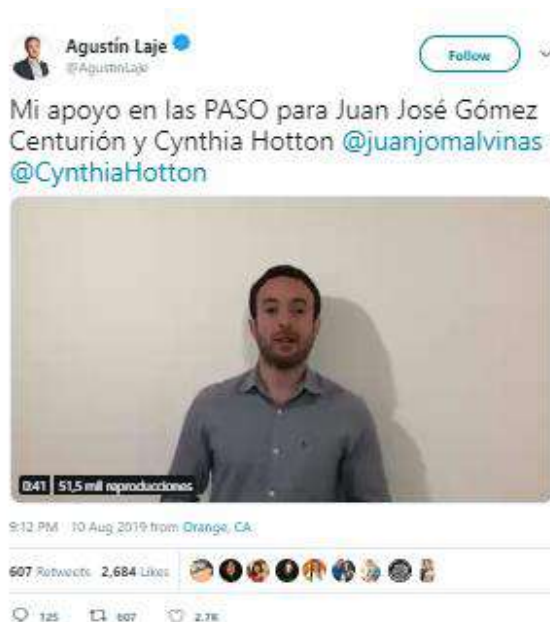 Agustín Laje
@AgustinLaje
Follow
Mi apoyo en las PASO para Juan José Gómez
Centurión y Cynthia Hotton @juanjomalvinas
@CynthiaHotton
0:41 51,5 mil reproducciones
9:12 PM 10 Aug 2019 from Orange, CA
607 Retweets 2,684 Likes
125 607 2.7K